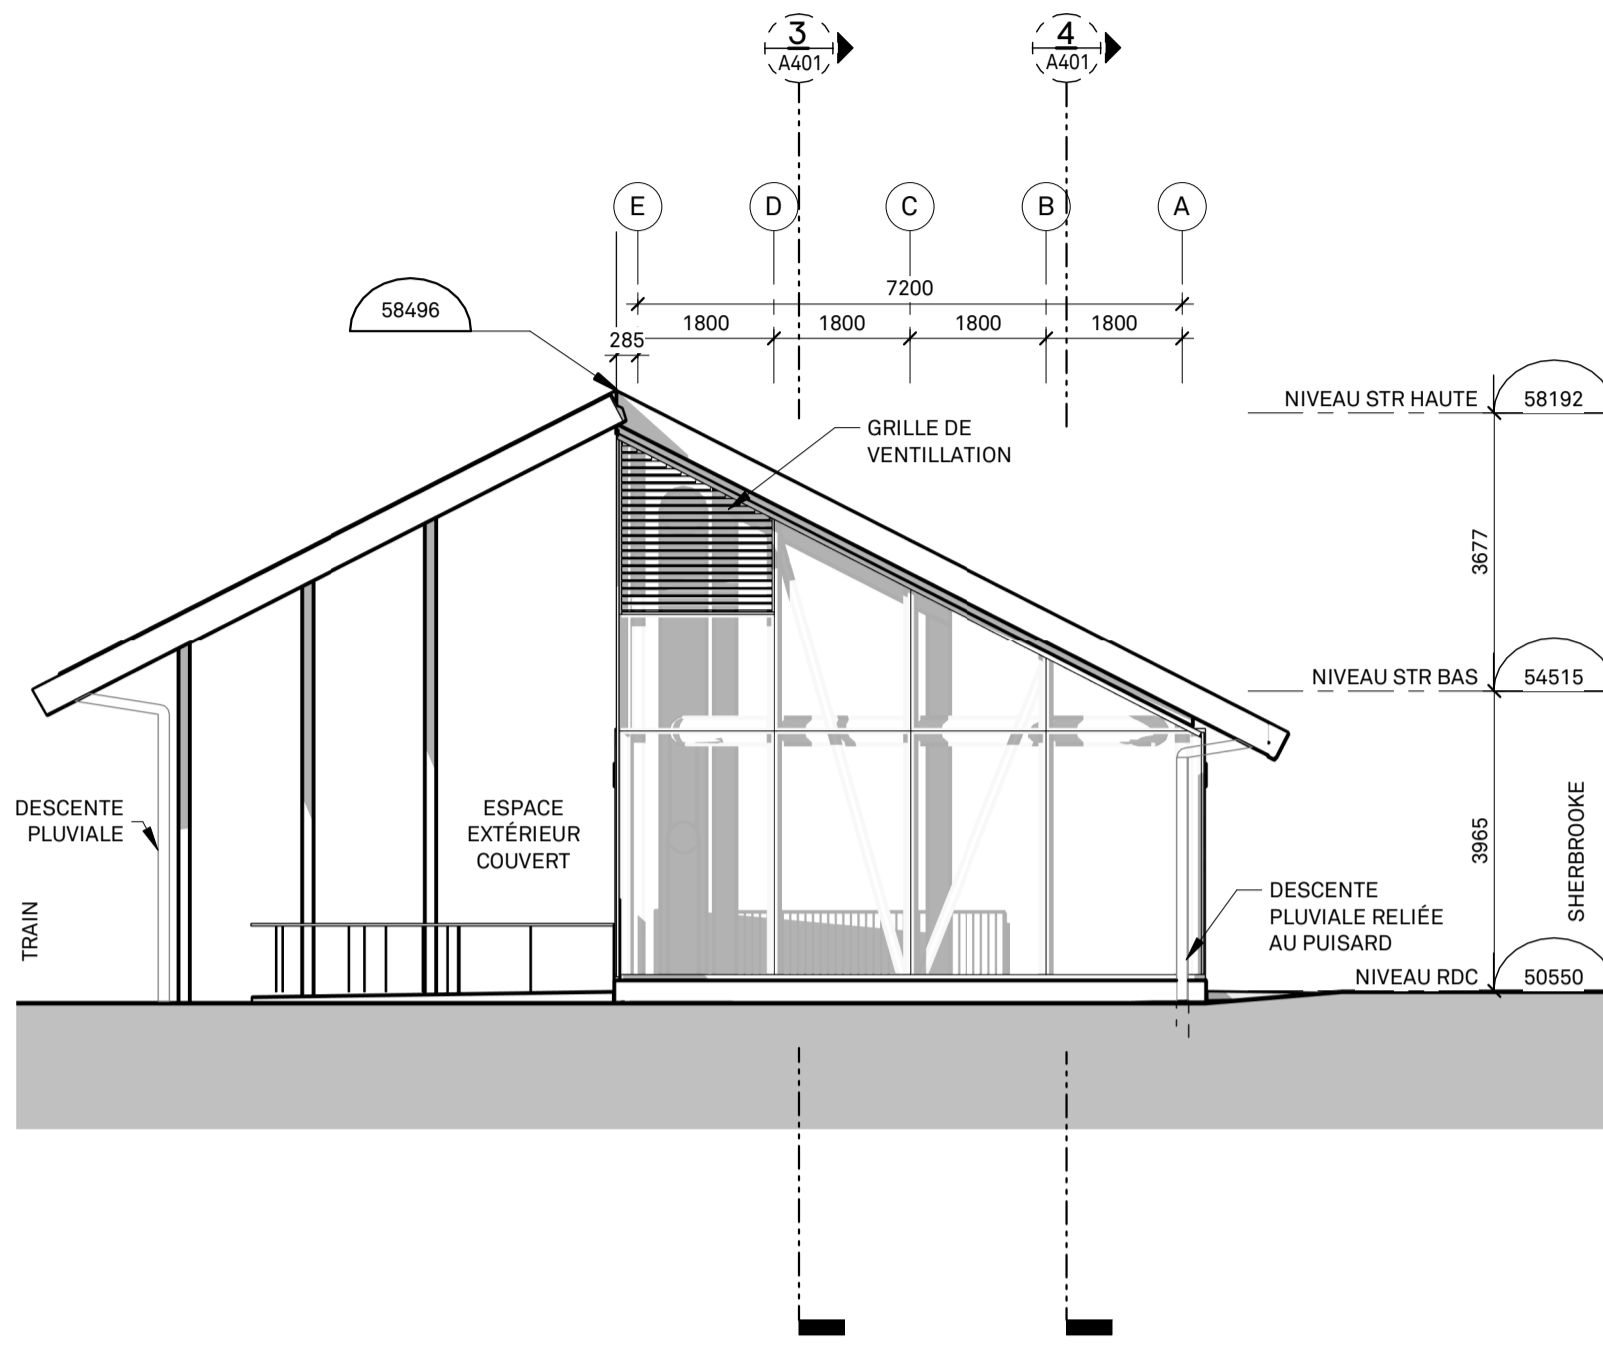 3
A401
4
A401
E
D
C
B
A
7200
1800
1800
1800
1800
285
58496
NIVEAU STR HAUTE
58192
GRILLE DE
VENTILLATION
3677
NIVEAU STR BAS
54515
DESCENTE
PLUVIALE
ESPACE
EXTÉRIEUR
COUVERT
3965
SHERBROOKE
TRAIN
DESCENTE
PLUVIALE RELIÉE
AU PUISARD
NIVEAU RDC
50550